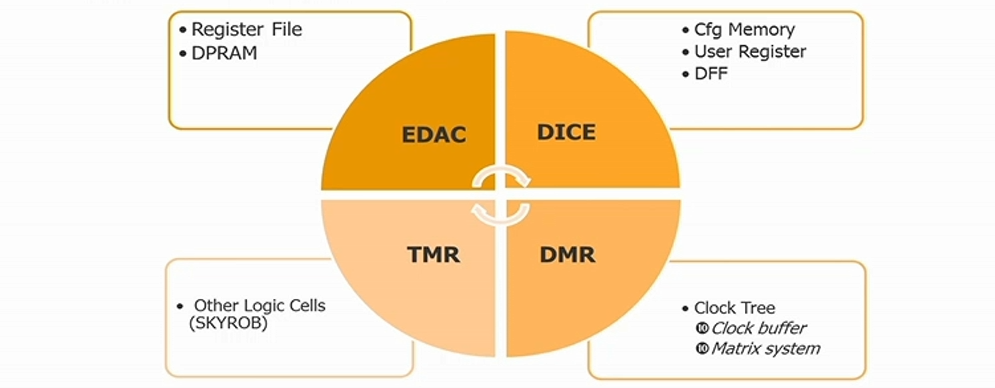 • Register File
• DPRAM
• Cfg Memory
• User Register
• DFF
EDAC
DICE
TMR
DMR
• Other Logic Cells
(SKYROB)
• Clock Tree
❿ Clock buffer
❿ Matrix system